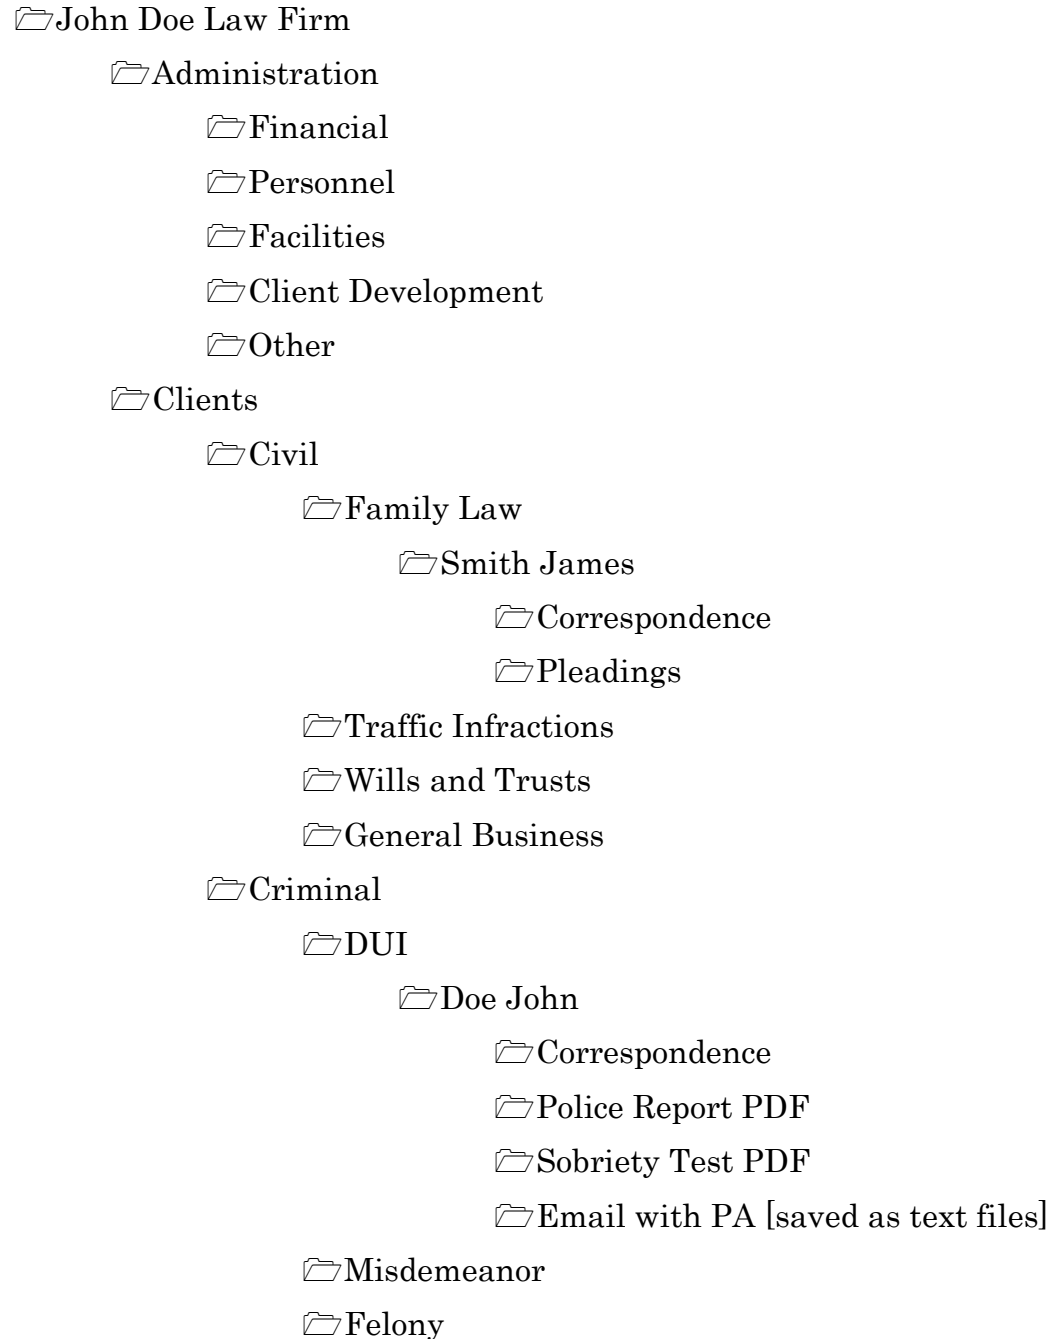 John Doe Law Firm
Administration
Financial
Personnel
Facilities
Client Development
Other
Clients
Civil
Family Law
Smith James
Correspondence
Pleadings
Traffic Infractions
Wills and Trusts
General Business
Criminal
DUI
Doe John
Correspondence
Police Report PDF
Sobriety Test PDF
Email with PA [saved as text files]
Misdemeanor
Felony